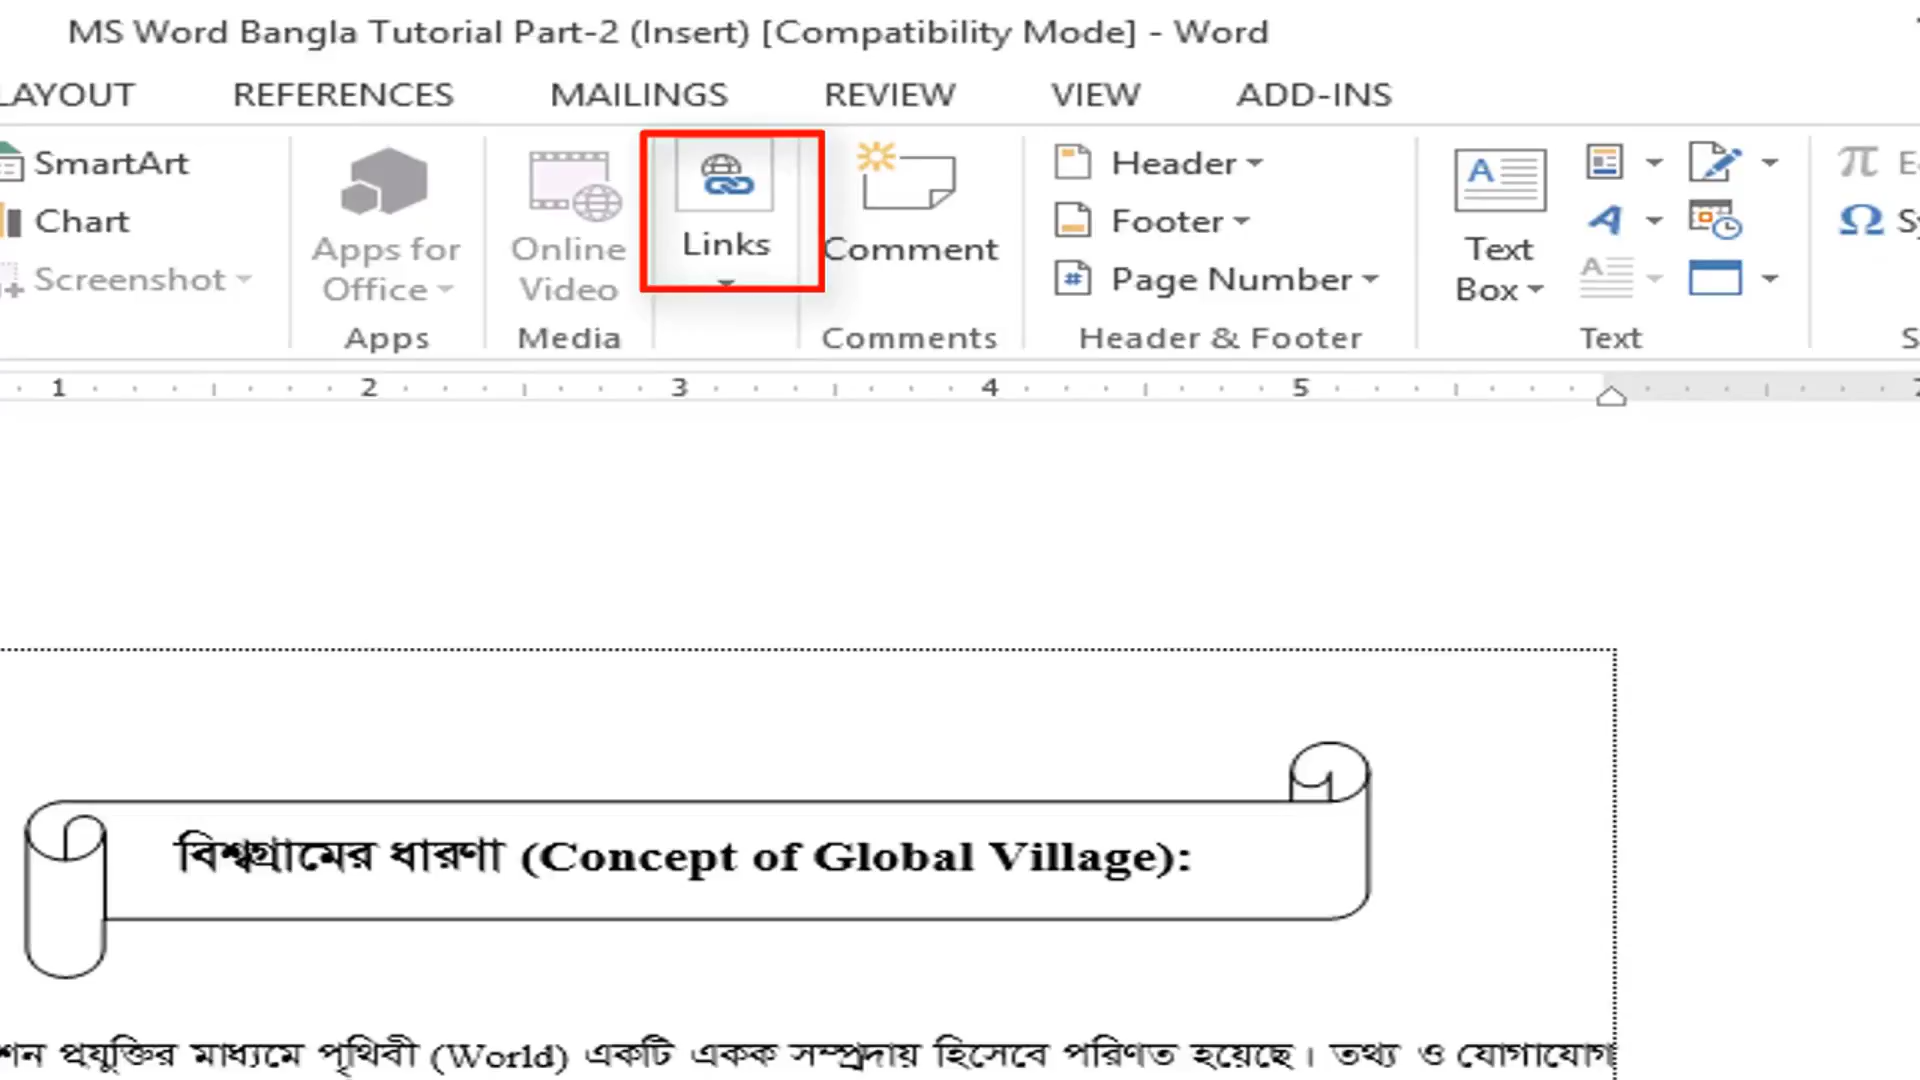 MS Word Bangla Tutorial Part-2 (Insert) [Compatibility Mode] - Word
LAYOUT REFERENCES MAILINGS REVIEW VIEW ADD-INS
SmartArt
Chart
Screenshot
Apps for
Office
Apps
Online
Video
Media
Links
Comment
Comments
Header
Footer
Page Number
Header & Footer
A
Text
Box
A
A
Text
π
Ω
1 2 3 4 5
বিশ্বগ্রামের ধারণা (Concept of Global Village):
প্রযুক্তির মাধ্যমে পৃথিবী (World) একটি একক সম্প্রদায় হিসেবে পরিণত হয়েছে। তথ্য ও যোগাযোগ